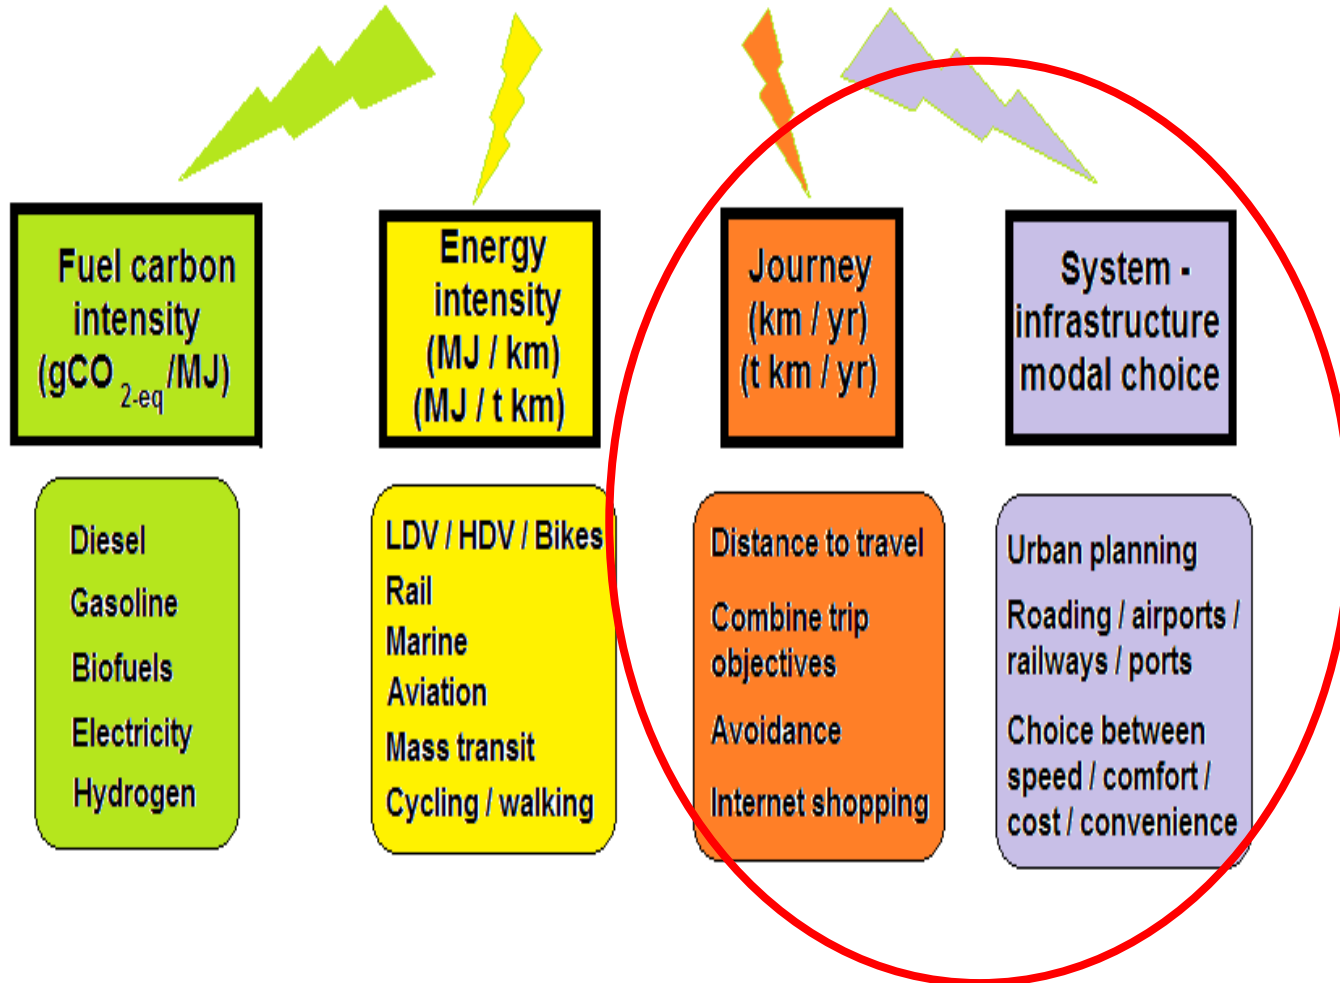 Fuel carbon
intensity
(gCO 2-eq /MJ)
Energy
intensity
(MJ / km)
(MJ / t km)
Journey
(km / yr)
(t km / yr)
System -
infrastructure
modal choice
Diesel
Gasoline
Biofuels
Electricity
Hydrogen
LDV / HDV / Bikes
Rail
Marine
Aviation
Mass transit
Cycling / walking
Distance to travel
Combine trip
objectives
Avoidance
Internet shopping
Urban planning
Roading / airports /
railways / ports
Choice between
speed / comfort /
cost / convenience